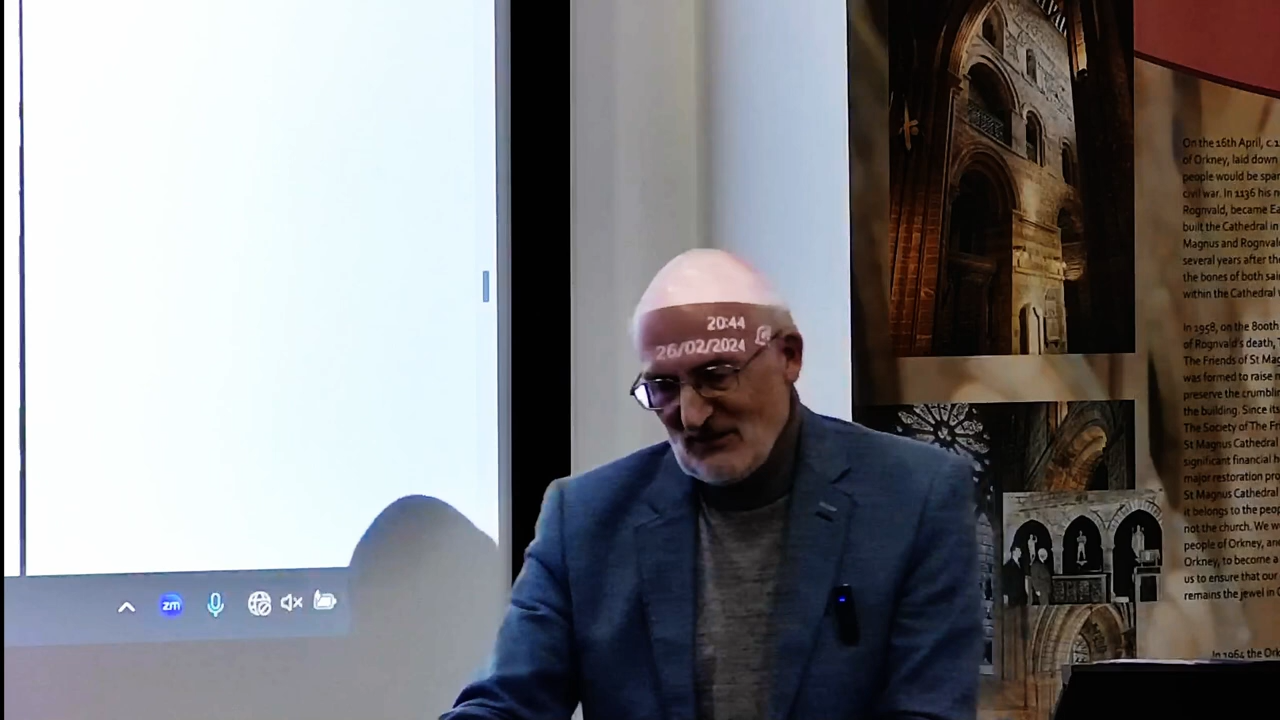 20:44
26/02/2024
zm
On the 16th April, c.1
of Orkney, laid down
people would be spar
civil war. In 1136 his n
Rognvald, became Ea
built the Cathedral in
Magnus and Rognvald
several years after the
the bones of both sai
within the Cathedral
In 1958, on the 800th
of Rognvald's death, T
The Friends of St Mag
was formed to raise m
preserve the crumblin
the building. Since its
The Society of The Fri
St Magnus Cathedral
significant financial h
major restoration pro
St Magnus Cathedral
it belongs to the peop
not the church. We w
people of Orkney, and
Orkney, to become a
us to ensure that our
remains the jewel in O
In 1964 the Ork